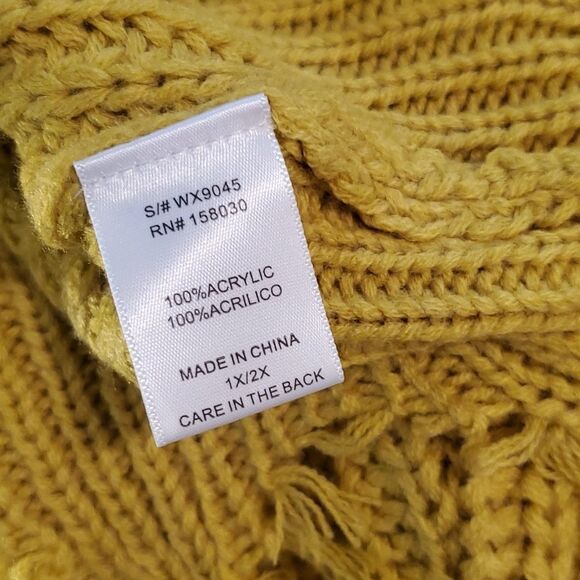 S/# WX9045
RN# 158030
100%ACRYLIC
100%ACRILICO
MADE IN CHINA
1X/2X
CARE IN THE BACK